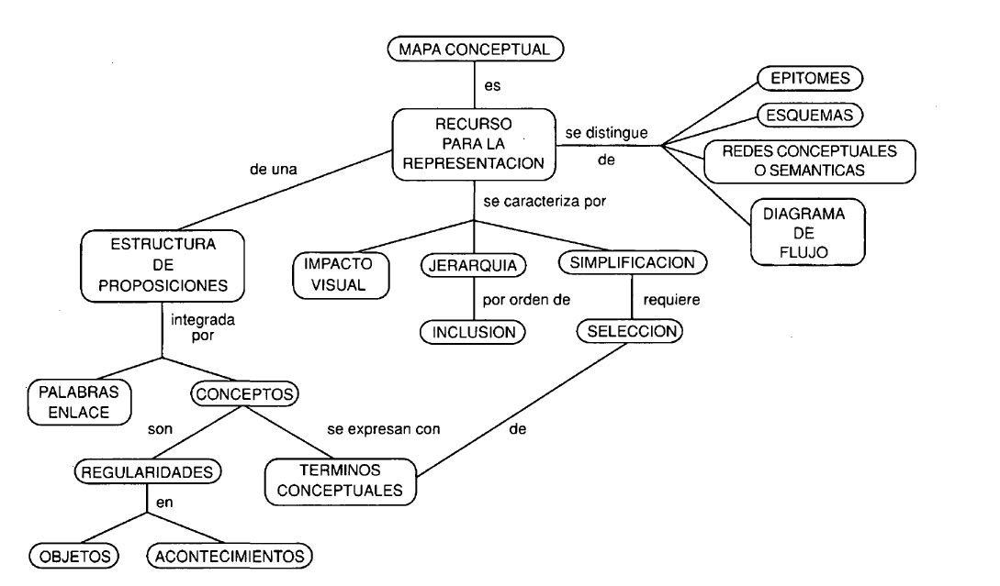 MAPA CONCEPTUAL
es
RECURSO
PARA LA
REPRESENTACION
se distingue
de
EPITOMES
ESQUEMAS
REDES CONCEPTUALES
O SEMANTICAS
DIAGRAMA
DE
FLUJO
de una
se caracteriza por
ESTRUCTURA
DE
PROPOSICIONES
IMPACTO
VISUAL
JERARQUIA
SIMPLIFICACION
por orden de
requiere
INCLUSION
SELECCION
integrada
por
PALABRAS
ENLACE
CONCEPTOS
son
se expresan con
de
REGULARIDADES
TERMINOS
CONCEPTUALES
en
OBJETOS
ACONTECIMIENTOS